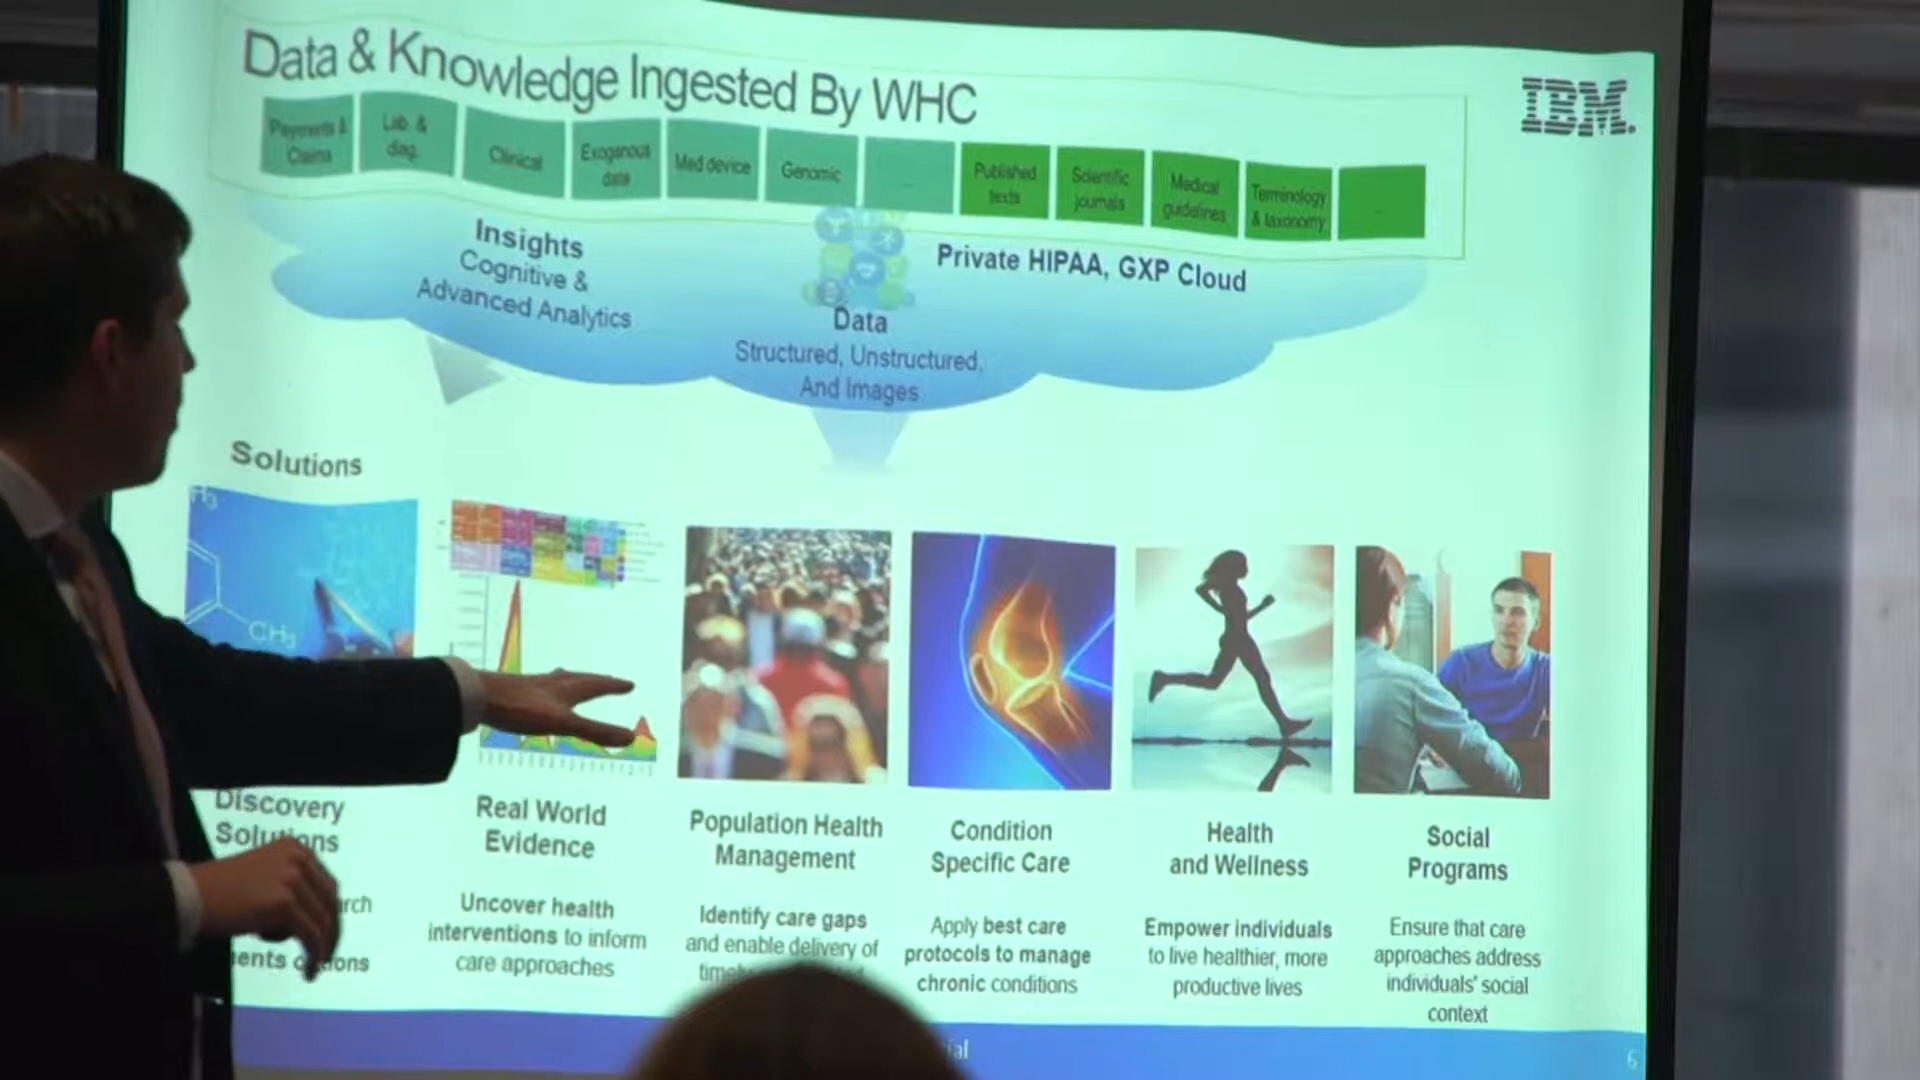 Data & Knowledge Ingested By WHC
IBM
Payments &
Claims
Lab. &
diag.
Clinical
Exogenous
data
Med device
Genomic
...
Published
texts
Scientific
journals
Medical
guidelines
Terminology
& taxonomy
...
Insights
Cognitive &
Advanced Analytics
Private HIPAA, GXP Cloud
Data
Structured, Unstructured,
And Images
Solutions
H3
CH3
Discovery
Solutions
Real World
Evidence
Uncover health
interventions to inform
care approaches
Population Health
Management
Identify care gaps
and enable delivery of
Condition
Specific Care
Apply best care
protocols to manage
chronic conditions
Health
and Wellness
Empower individuals
to live healthier, more
productive lives
Social
Programs
Ensure that care
approaches address
individuals' social
context
6